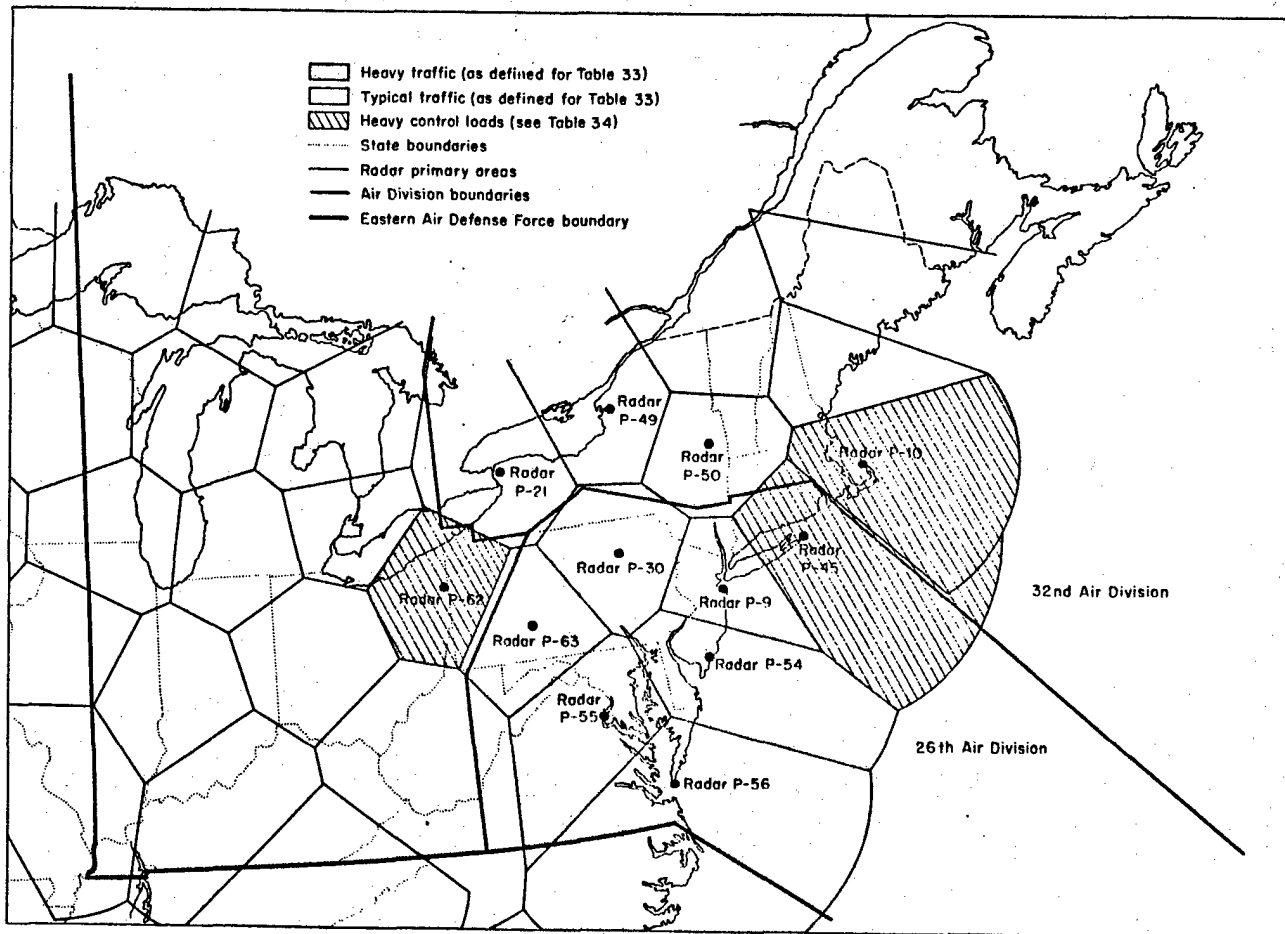 Heavy traffic (as defined for Table 33)
Typical traffic (as defined for Table 33)
Heavy control loads (see Table 34)
State boundaries
Radar primary areas
Air Division boundaries
Eastern Air Defense Force boundary
Radar
P-49
Radar
P-50
Radar P-10
Radar
P-21
Radar
P-45
Radar P-30
Radar P-62
Radar P-9
32nd Air Division
Radar P-63
Radar P-54
Radar
P-55
26th Air Division
Radar P-56